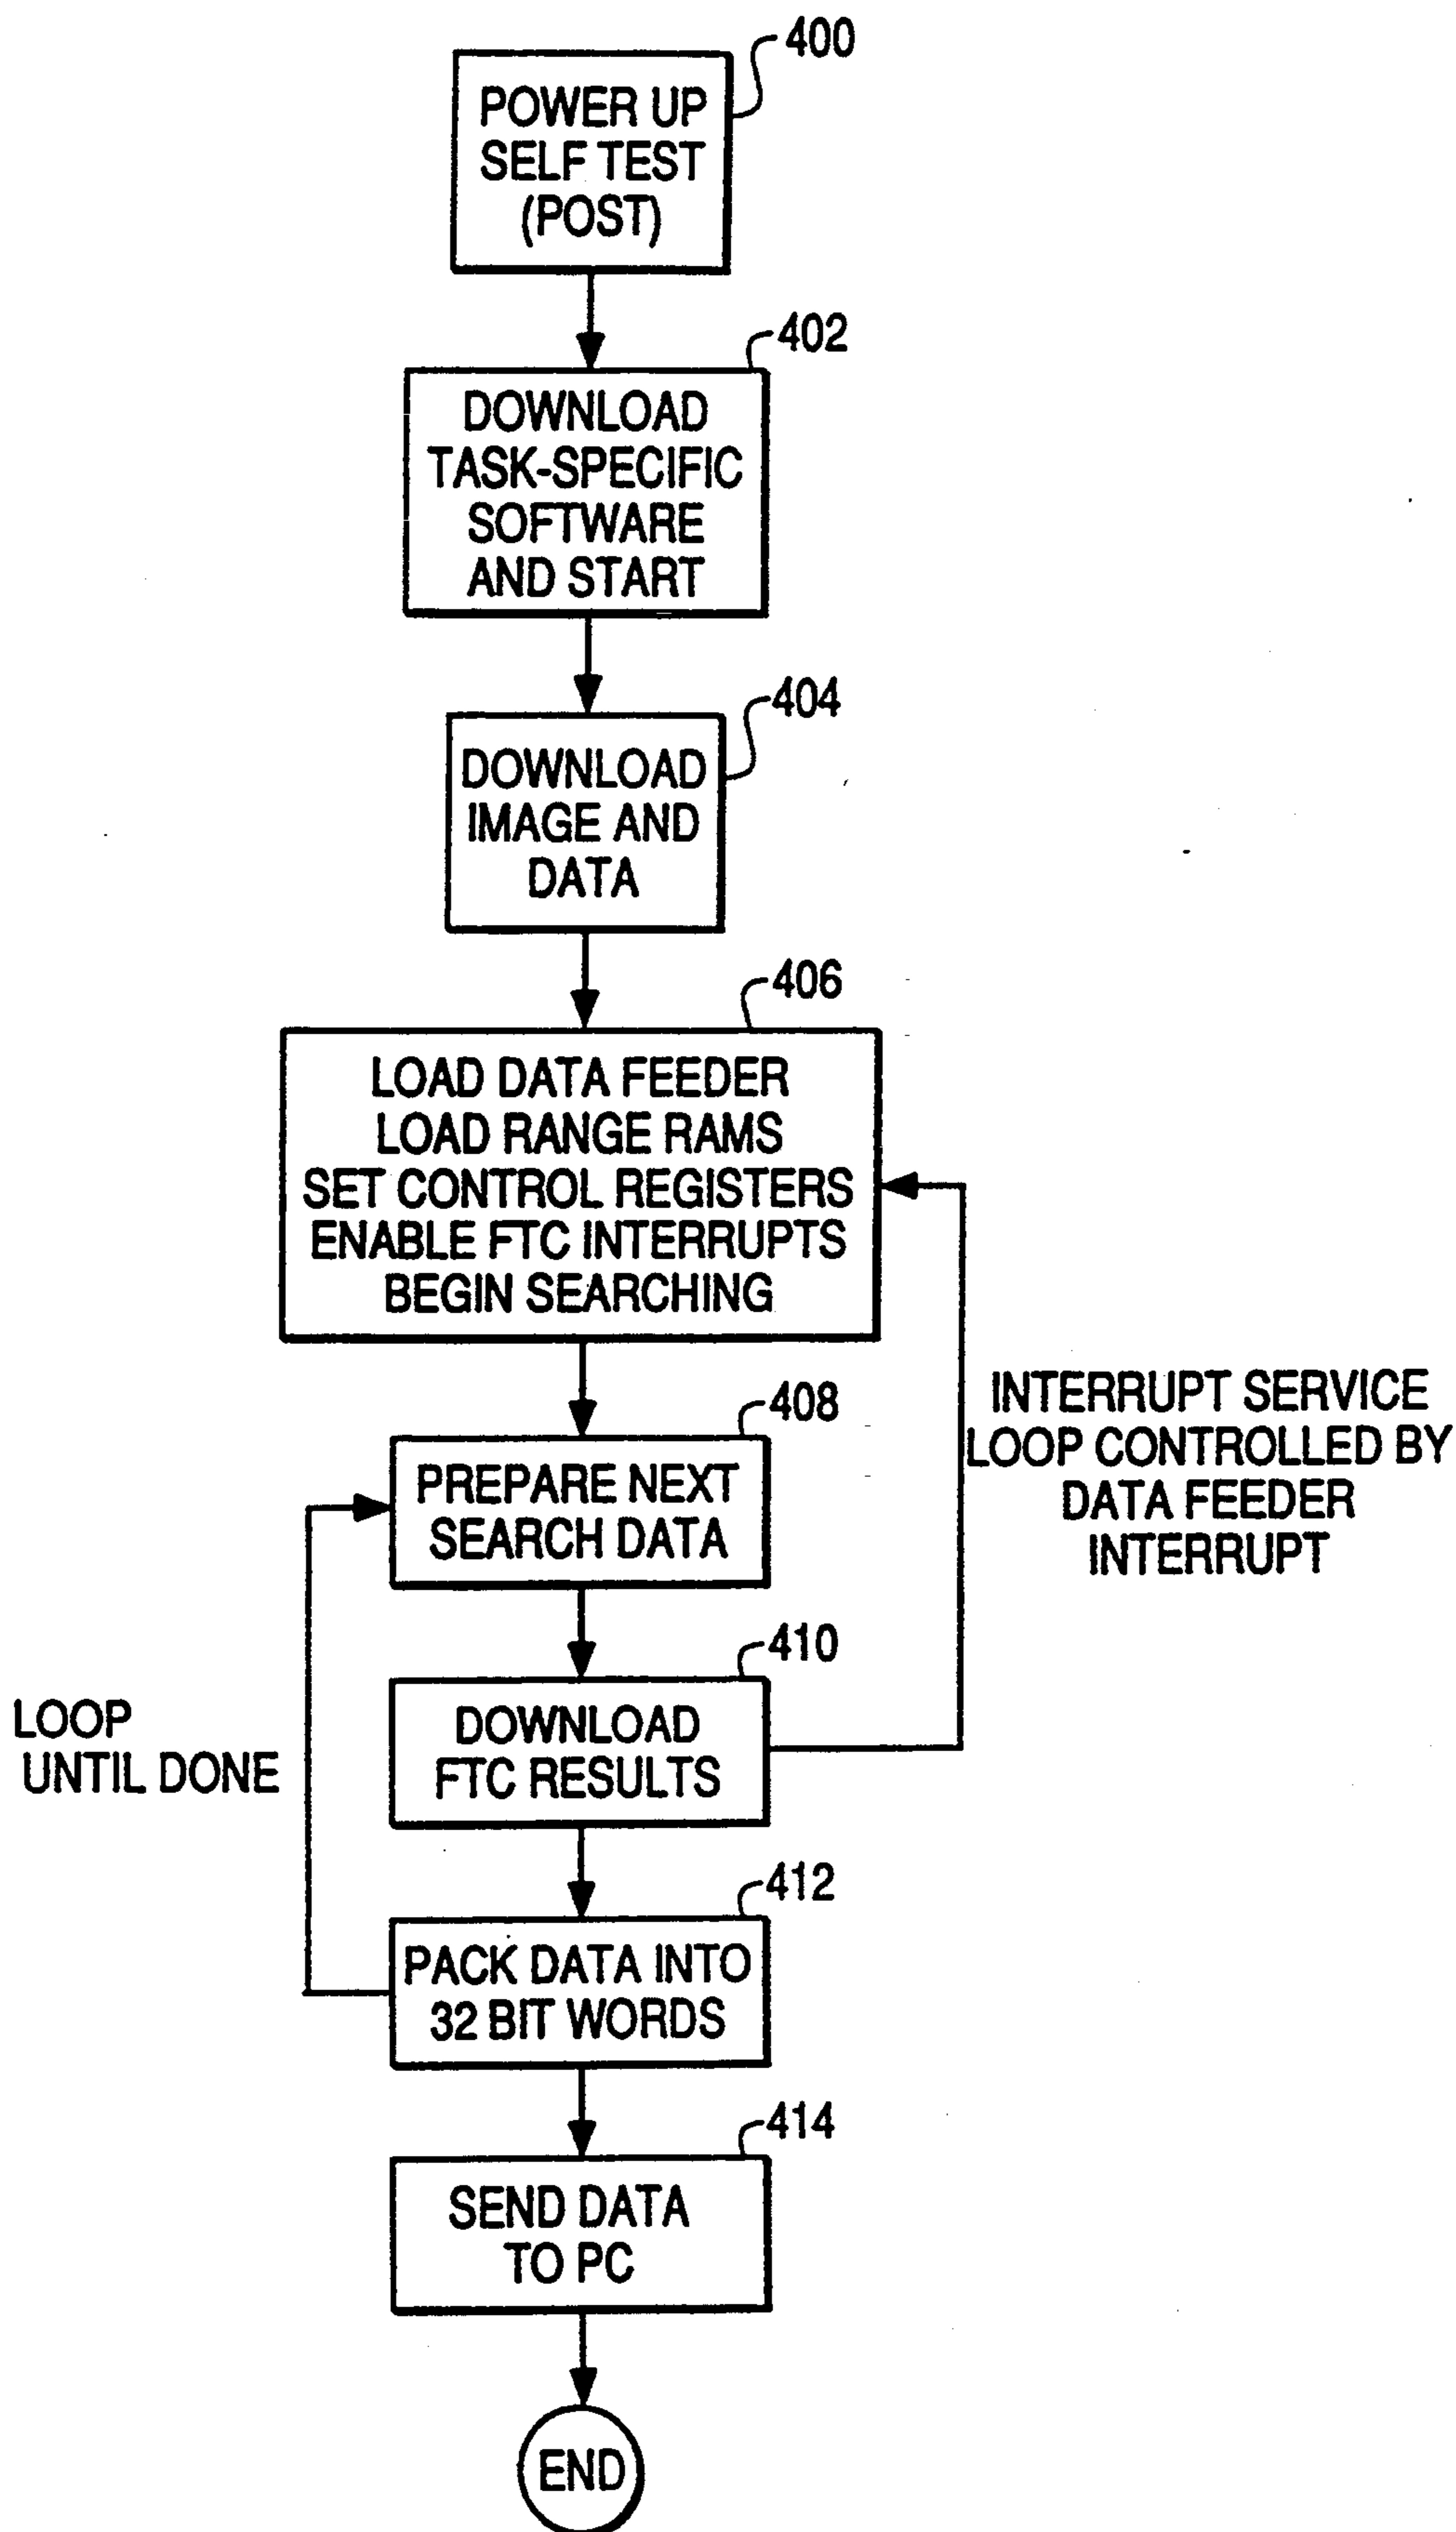 400
POWER UP
SELF TEST
(POST)
402
DOWNLOAD
TASK-SPECIFIC
SOFTWARE
AND START
404
DOWNLOAD
IMAGE AND
DATA
406
LOAD DATA FEEDER
LOAD RANGE RAMS
SET CONTROL REGISTERS
ENABLE FTC INTERRUPTS
BEGIN SEARCHING
INTERRUPT SERVICE
LOOP CONTROLLED BY
DATA FEEDER
INTERRUPT
408
PREPARE NEXT
SEARCH DATA
410
DOWNLOAD
FTC RESULTS
LOOP
UNTIL DONE
412
PACK DATA INTO
32 BIT WORDS
414
SEND DATA
TO PC
END